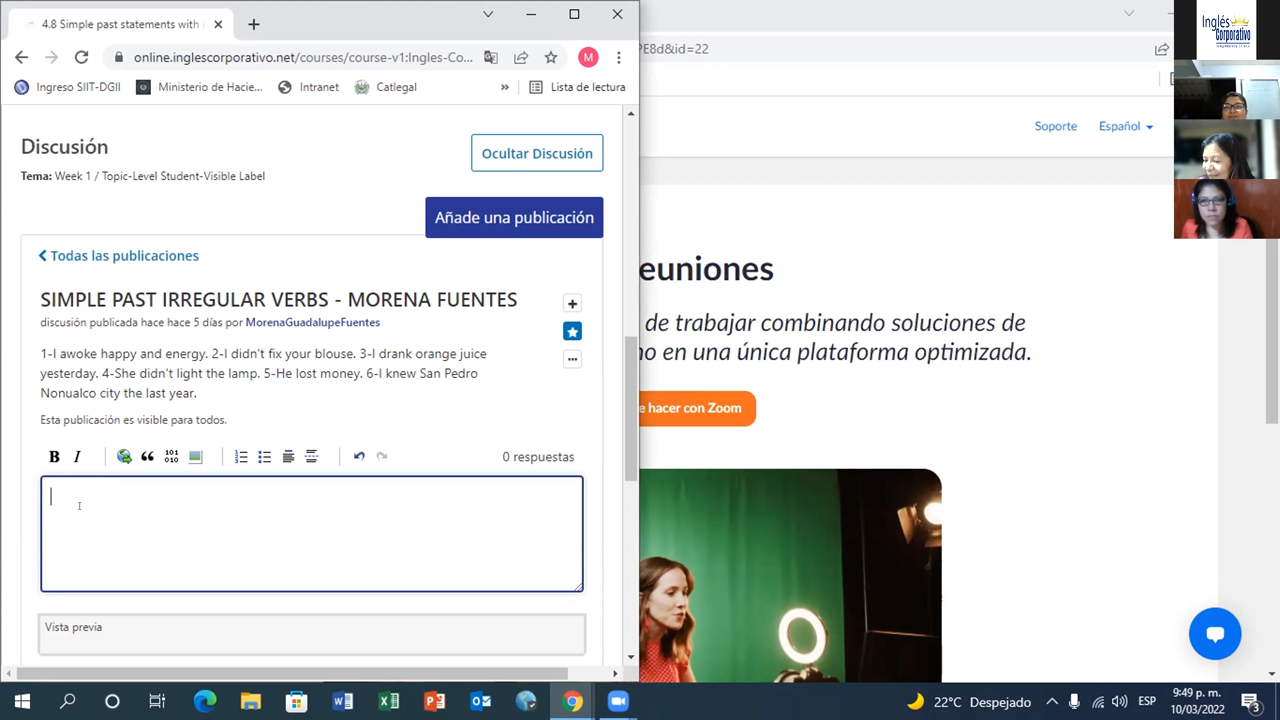 4.8 Simple past statements with
online.inglescorporativo.net/courses/course-v1:Ingles-Co...
PE8d&id=22
Ingreso SIIT-DGII
Ministerio de Hacie...
Intranet
Catlegal
»
Lista de lectura
M
Inglés
Corporativo
Soporte
Español
Discusión
Ocultar Discusión
Tema: Week 1 / Topic-Level Student-Visible Label
Añade una publicación
Todas las publicaciones
SIMPLE PAST IRREGULAR VERBS - MORENA FUENTES
discusión publicada hace hace 5 días por MorenaGuadalupeFuentes
1-I awoke happy and energy. 2-I didn't fix your blouse. 3-I drank orange juice
yesterday. 4-She didn't light the lamp. 5-He lost money. 6-I knew San Pedro
Nonualco city the last year.
Esta publicación es visible para todos.
B I
101
010
0 respuestas
Vista previa
euniones
de trabajar combinando soluciones de
o en una única plataforma optimizada.
e hacer con Zoom
22°C Despejado
ESP
9:49 p. m.
10/03/2022
3